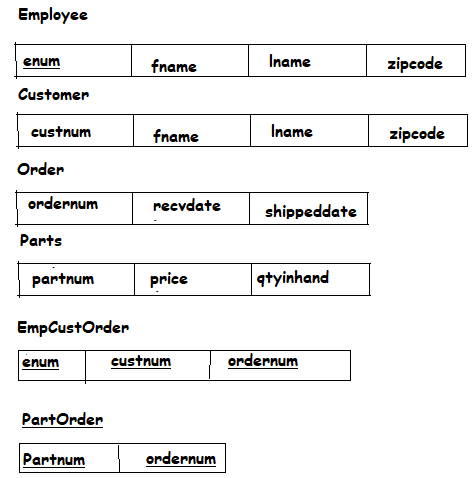 Employee
enum fname lname zipcode
Customer
custnum fname lname zipcode
Order
ordernum recvdate shippeddate
Parts
partnum price qtyinhand
EmpCustOrder
enum custnum ordernum
PartOrder
Partnum ordernum